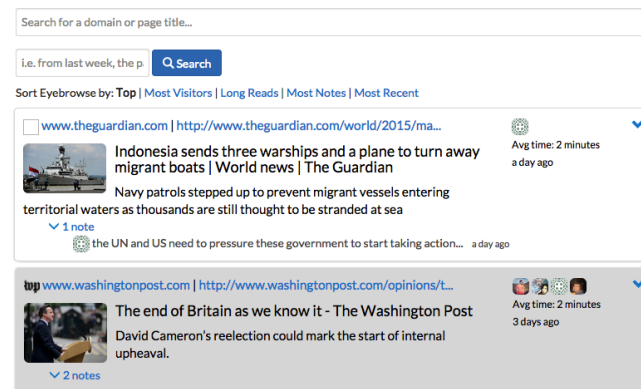 Search for a domain or page title...
i.e. from last week, the p
Search
Sort Eyebrowse by: Top | Most Visitors | Long Reads | Most Notes | Most Recent
www.theguardian.com | http://www.theguardian.com/world/2015/ma...
Avg time: 2 minutes
a day ago
Indonesia sends three warships and a plane to turn away
migrant boats | World news | The Guardian
Navy patrols stepped up to prevent migrant vessels entering
territorial waters as thousands are still thought to be stranded at sea
1 note
the UN and US need to pressure these government to start taking action... a day ago
wp www.washingtonpost.com | http://www.washingtonpost.com/opinions/t...
Avg time: 2 minutes
3 days ago
The end of Britain as we know it - The Washington Post
David Cameron's reelection could mark the start of internal
upheaval.
2 notes